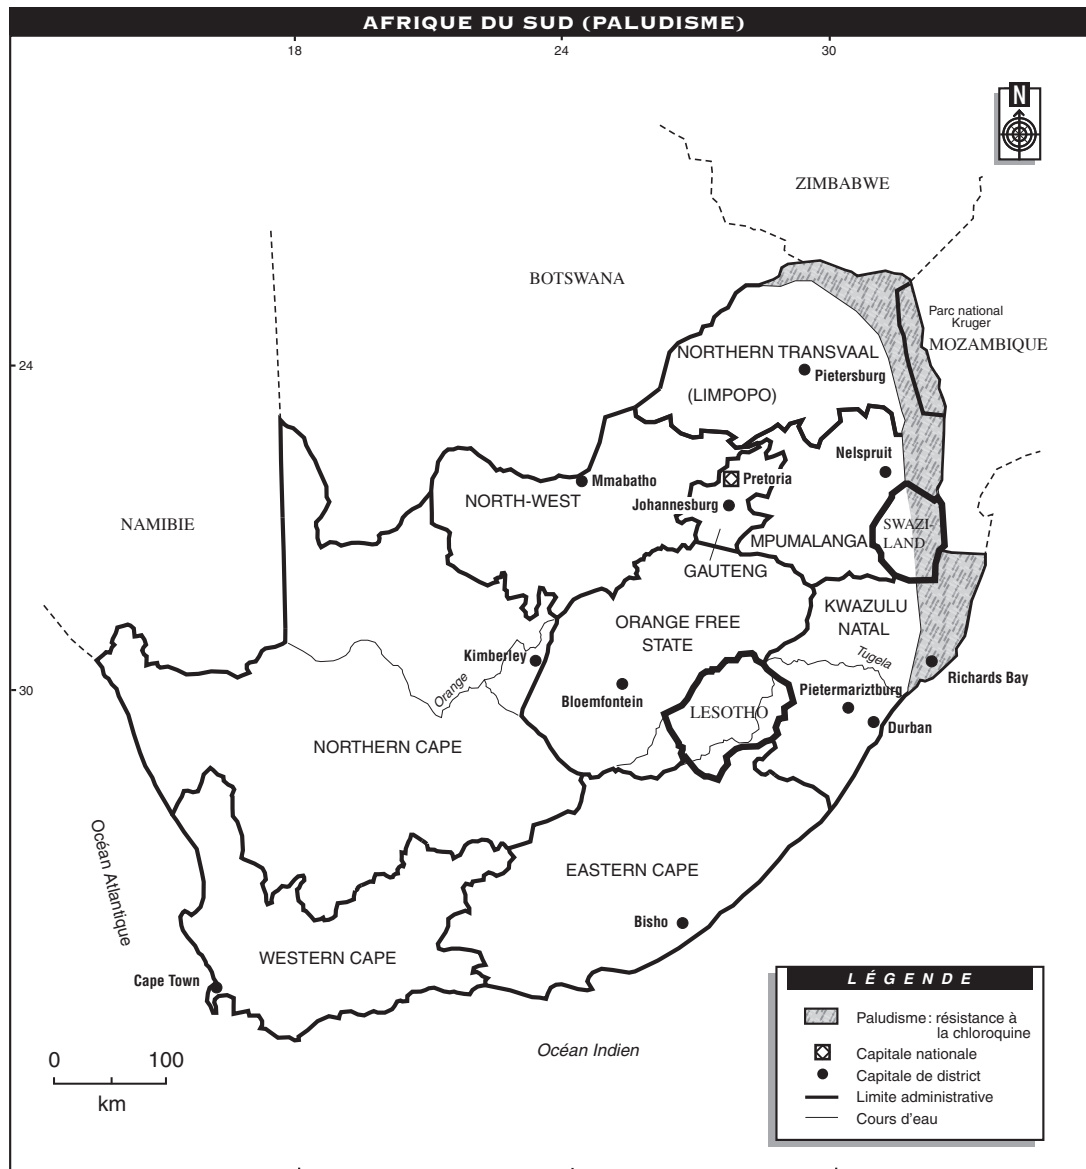 AFRIQUE DU SUD (PALUDISME)
18
24
30
N
ZIMBABWE
BOTSWANA
Parc national
Kruger
MOZAMBIQUE
24
NORTHERN TRANSVAAL
Pietersburg
(LIMPOPO)
Nelspruit
Mmabatho
Pretoria
NORTH-WEST
Johannesburg
NAMIBIE
SWAZI-
LAND
MPUMALANGA
GAUTENG
KWAZULU
NATAL
ORANGE FREE
STATE
Kimberley
Tugela
Richards Bay
30
Orange
Bloemfontein
Pietermariztburg
LESOTHO
Durban
NORTHERN CAPE
Océan Atlantique
EASTERN CAPE
Bisho
WESTERN CAPE
Cape Town
Océan Indien
0 100
km
LÉGENDE
Paludisme : résistance à
la chloroquine
Capitale nationale
Capitale de district
Limite administrative
Cours d'eau